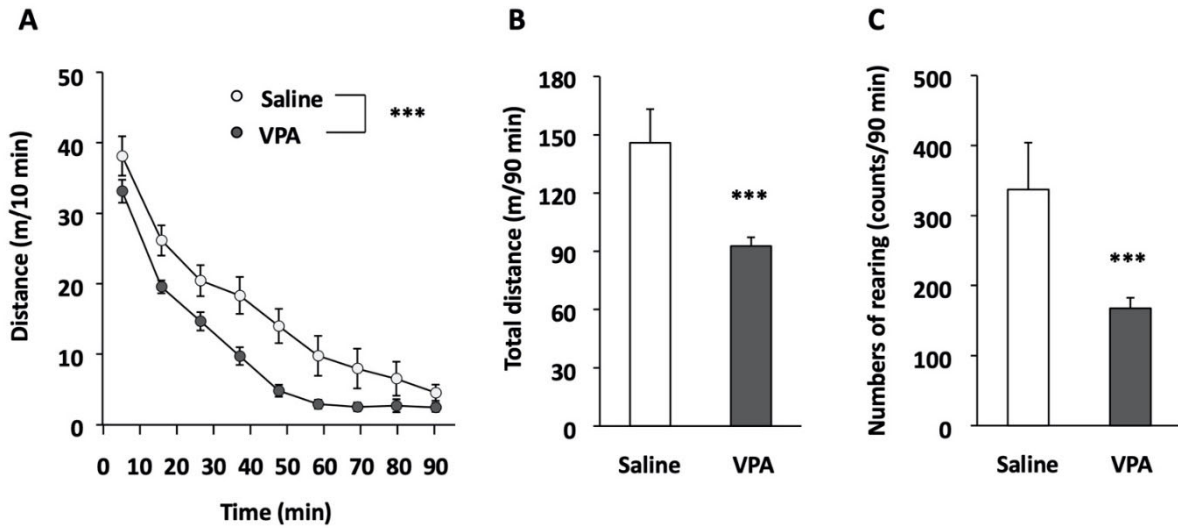 A
Distance (m/10 min)
50
40
30
20
10
0
Saline
VPA
***
0 10 20 30 40 50 60 70 80 90
Time (min)
B
Total distance (m/90 min)
180
150
120
90
60
30
0
***
Saline VPA
C
Numbers of rearing (counts/90 min)
500
400
300
200
100
0
***
Saline VPA